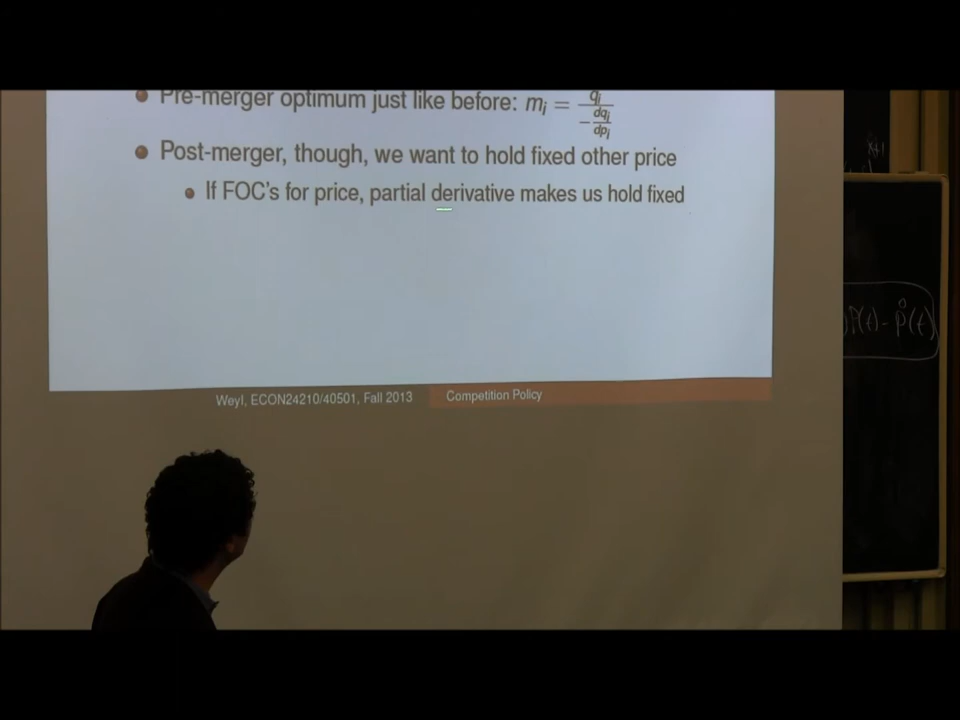 Pre-merger optimum just like before: m_i = q_i / -dq_i/dp_i
Post-merger, though, we want to hold fixed other price
If FOC's for price, partial derivative makes us hold fixed
Weyl, ECON24210/40501, Fall 2013
Competition Policy
P(t) - p̊(t)